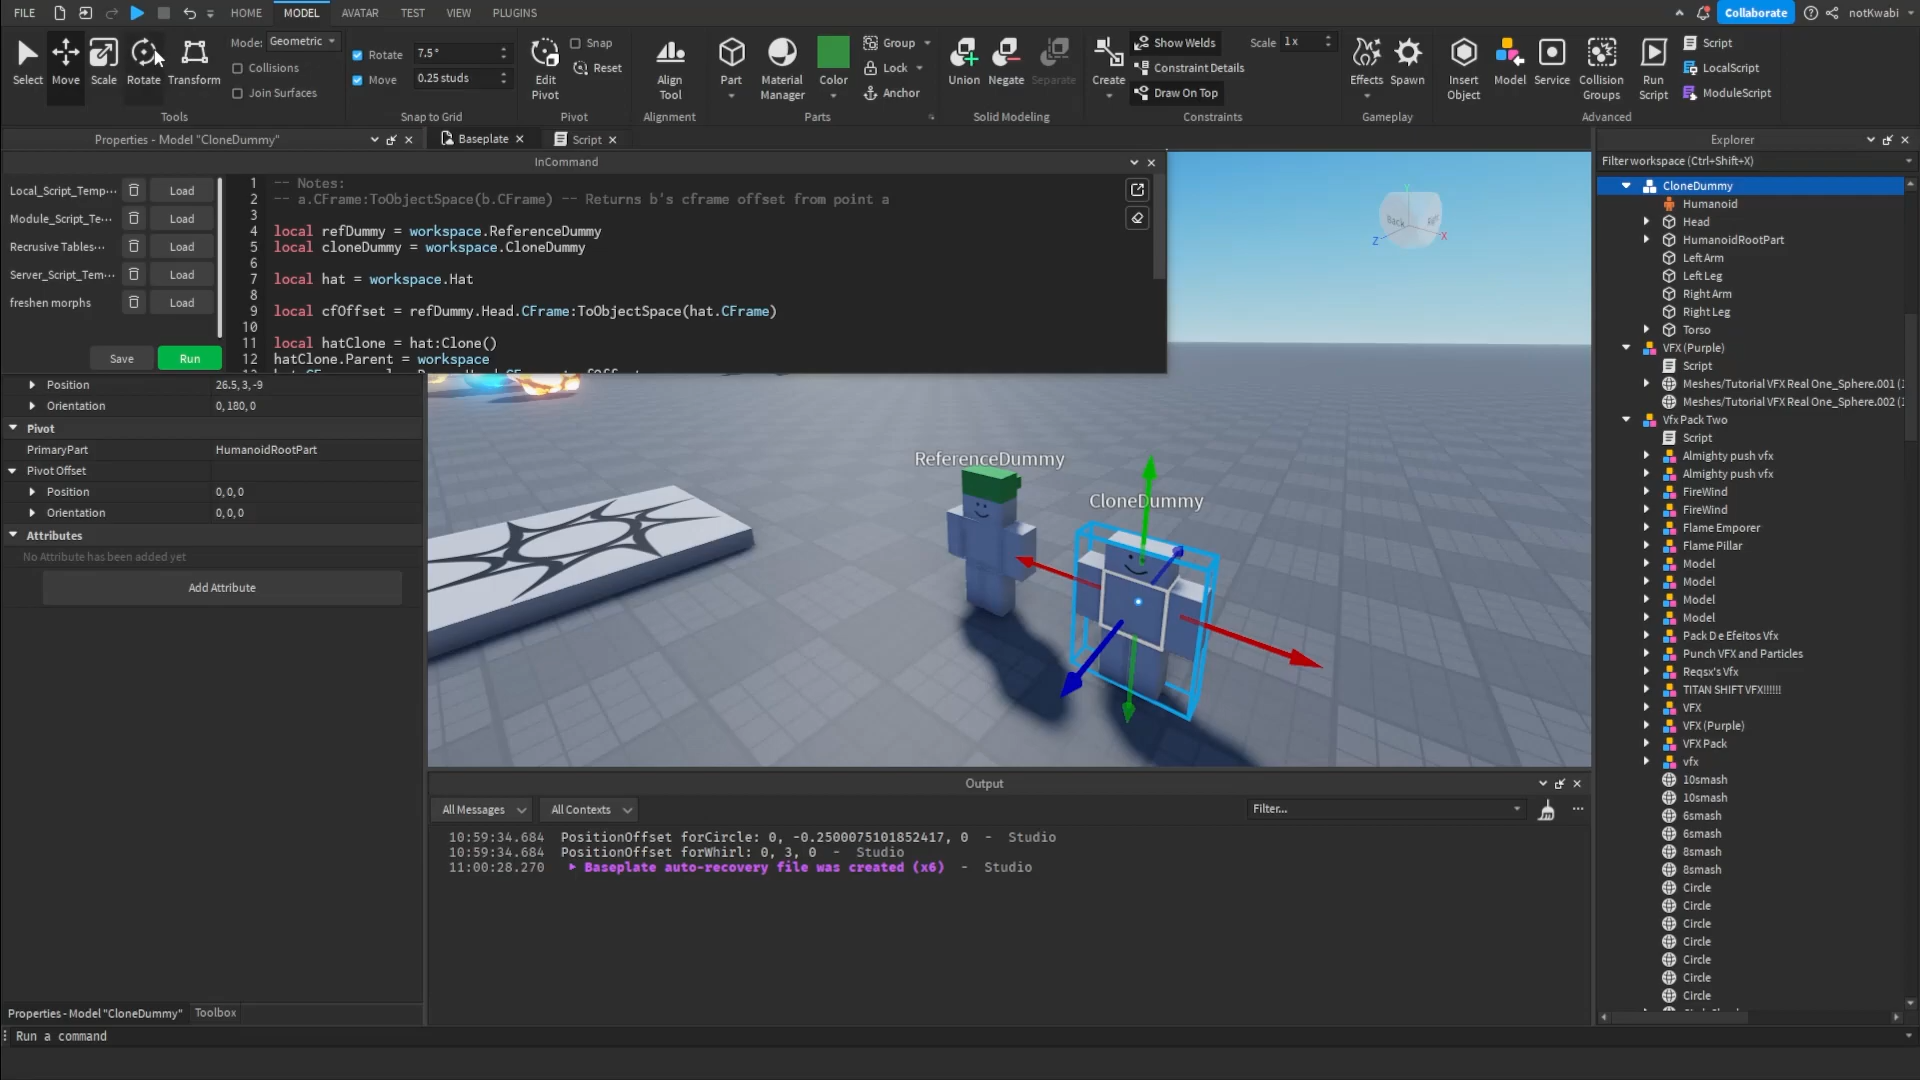 FILE HOME MODEL AVATAR TEST VIEW PLUGINS Collaborate notKwabi
Select Move Scale Rotate Transform
Mode: Geometric
Collisions
Join Surfaces
Tools
Rotate 7.5°
Move 0.25 studs
Snap to Grid
Edit Pivot
Snap
Reset
Pivot
Align Tool
Alignment
Part Material Manager Color
Group
Lock
Anchor
Parts
Union Negate Separate
Solid Modeling
Create
Show Welds
Constraint Details
Draw On Top
Scale 1x
Constraints
Effects Spawn
Gameplay
Insert Object Model Service Collision Groups Run Script
Script
LocalScript
ModuleScript
Advanced
Properties - Model "CloneDummy"
Baseplate
Script
InCommand
Local_Script_Temp··· Load
Module_Script_Te··· Load
Recrusive Tables··· Load
Server_Script_Tem··· Load
freshen morphs Load
Save Run
1 -- Notes:
2 -- a.CFrame:ToObjectSpace(b.CFrame) -- Returns b's cframe offset from point a
3
4 local refDummy = workspace.ReferenceDummy
5 local cloneDummy = workspace.CloneDummy
6
7 local hat = workspace.Hat
8
9 local cfOffset = refDummy.Head.CFrame:ToObjectSpace(hat.CFrame)
10
11 local hatClone = hat:Clone()
12 hatClone.Parent = workspace
Position 26.5, 3, -9
Orientation 0, 180, 0
Pivot
PrimaryPart HumanoidRootPart
Pivot Offset
Position 0, 0, 0
Orientation 0, 0, 0
Attributes
No Attribute has been added yet
Add Attribute
Properties - Model "CloneDummy" Toolbox
Run a command
Back
Right
Y
Z
X
ReferenceDummy
CloneDummy
Output
All Messages All Contexts Filter...
10:59:34.684 PositionOffset forCircle: 0, -0.2500075101852417, 0 - Studio
10:59:34.684 PositionOffset forWhirl: 0, 3, 0 - Studio
11:00:28.270 Baseplate auto-recovery file was created (x6) - Studio
Explorer
Filter workspace (Ctrl+Shift+X)
CloneDummy
Humanoid
Head
HumanoidRootPart
Left Arm
Left Leg
Right Arm
Right Leg
Torso
VFX (Purple)
Script
Meshes/Tutorial VFX Real One_Sphere.001 (1
Meshes/Tutorial VFX Real One_Sphere.002 (1
Vfx Pack Two
Script
Almighty push vfx
Almighty push vfx
FireWind
FireWind
Flame Emporer
Flame Pillar
Model
Model
Model
Model
Pack De Efeitos Vfx
Punch VFX and Particles
Reqsx's Vfx
TITAN SHIFT VFX!!!!!!
VFX
VFX (Purple)
VFX Pack
vfx
10smash
10smash
6smash
6smash
8smash
8smash
Circle
Circle
Circle
Circle
Circle
Circle
Circle